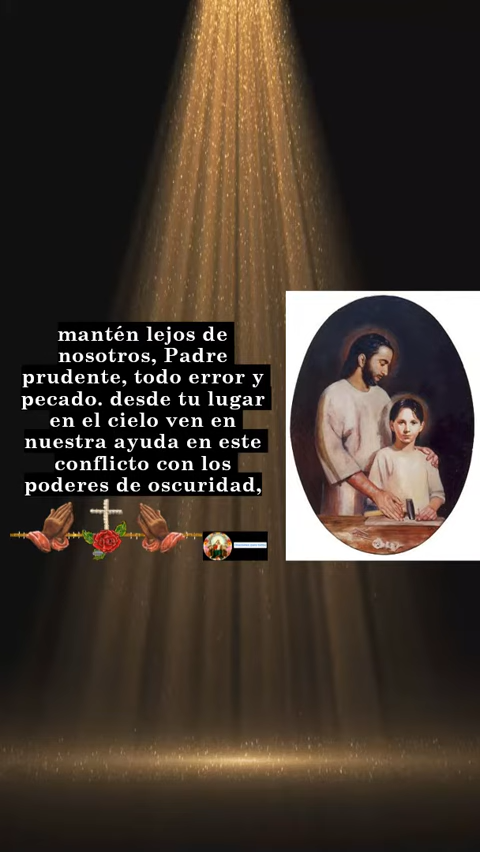 mantén lejos de
nosotros, Padre
prudente, todo error y
pecado. desde tu lugar
en el cielo ven en
nuestra ayuda en este
conflicto con los
poderes de oscuridad,